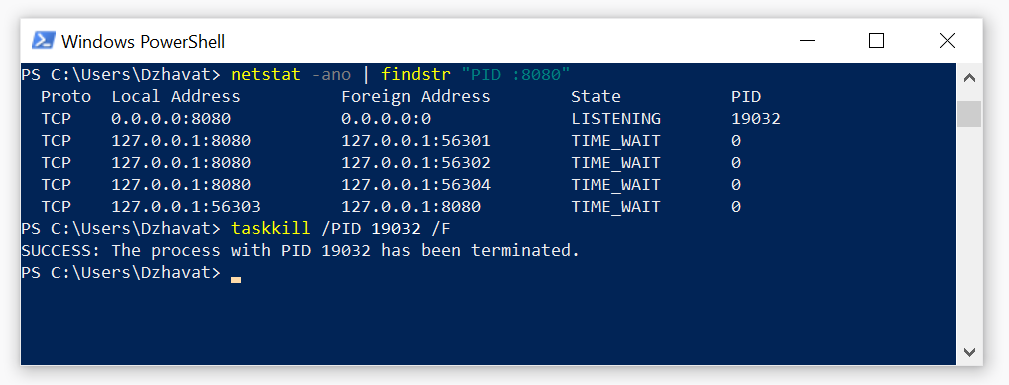 Windows PowerShell
PS C:\Users\Dzhavat> netstat -ano | findstr "PID :8080"
  Proto  Local Address          Foreign Address        State           PID
  TCP    0.0.0.0:8080           0.0.0.0:0              LISTENING       19032
  TCP    127.0.0.1:8080         127.0.0.1:56301        TIME_WAIT       0
  TCP    127.0.0.1:8080         127.0.0.1:56302        TIME_WAIT       0
  TCP    127.0.0.1:8080         127.0.0.1:56304        TIME_WAIT       0
  TCP    127.0.0.1:56303        127.0.0.1:8080         TIME_WAIT       0
PS C:\Users\Dzhavat> taskkill /PID 19032 /F
SUCCESS: The process with PID 19032 has been terminated.
PS C:\Users\Dzhavat>